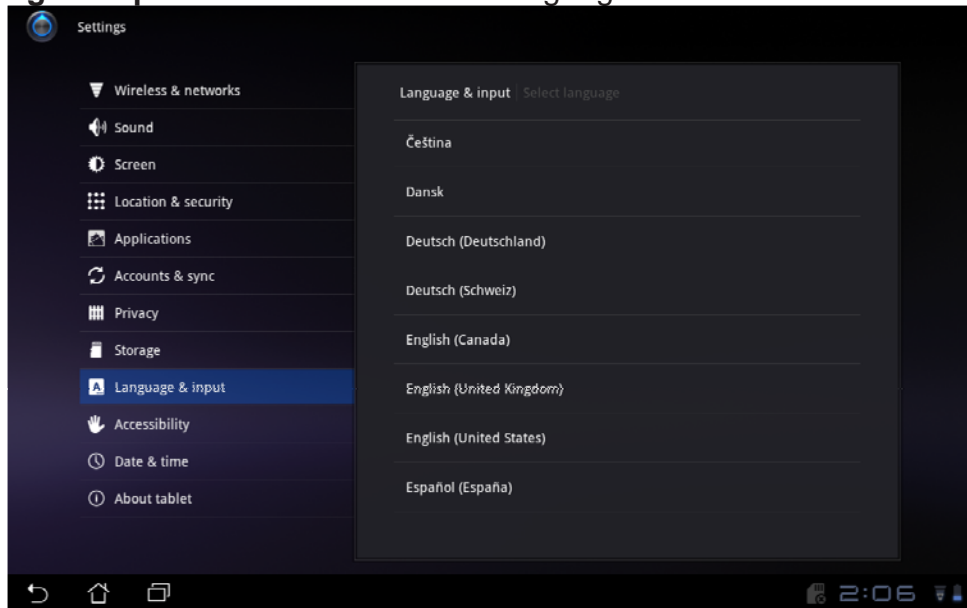 Settings
Wireless & networks
Sound
Screen
Location & security
Applications
Accounts & sync
Privacy
Storage
Language & input
Accessibility
Date & time
About tablet
Language & input | Select language
Čeština
Dansk
Deutsch (Deutschland)
Deutsch (Schweiz)
English (Canada)
English (United Kingdom)
English (United States)
Español (España)
2:06